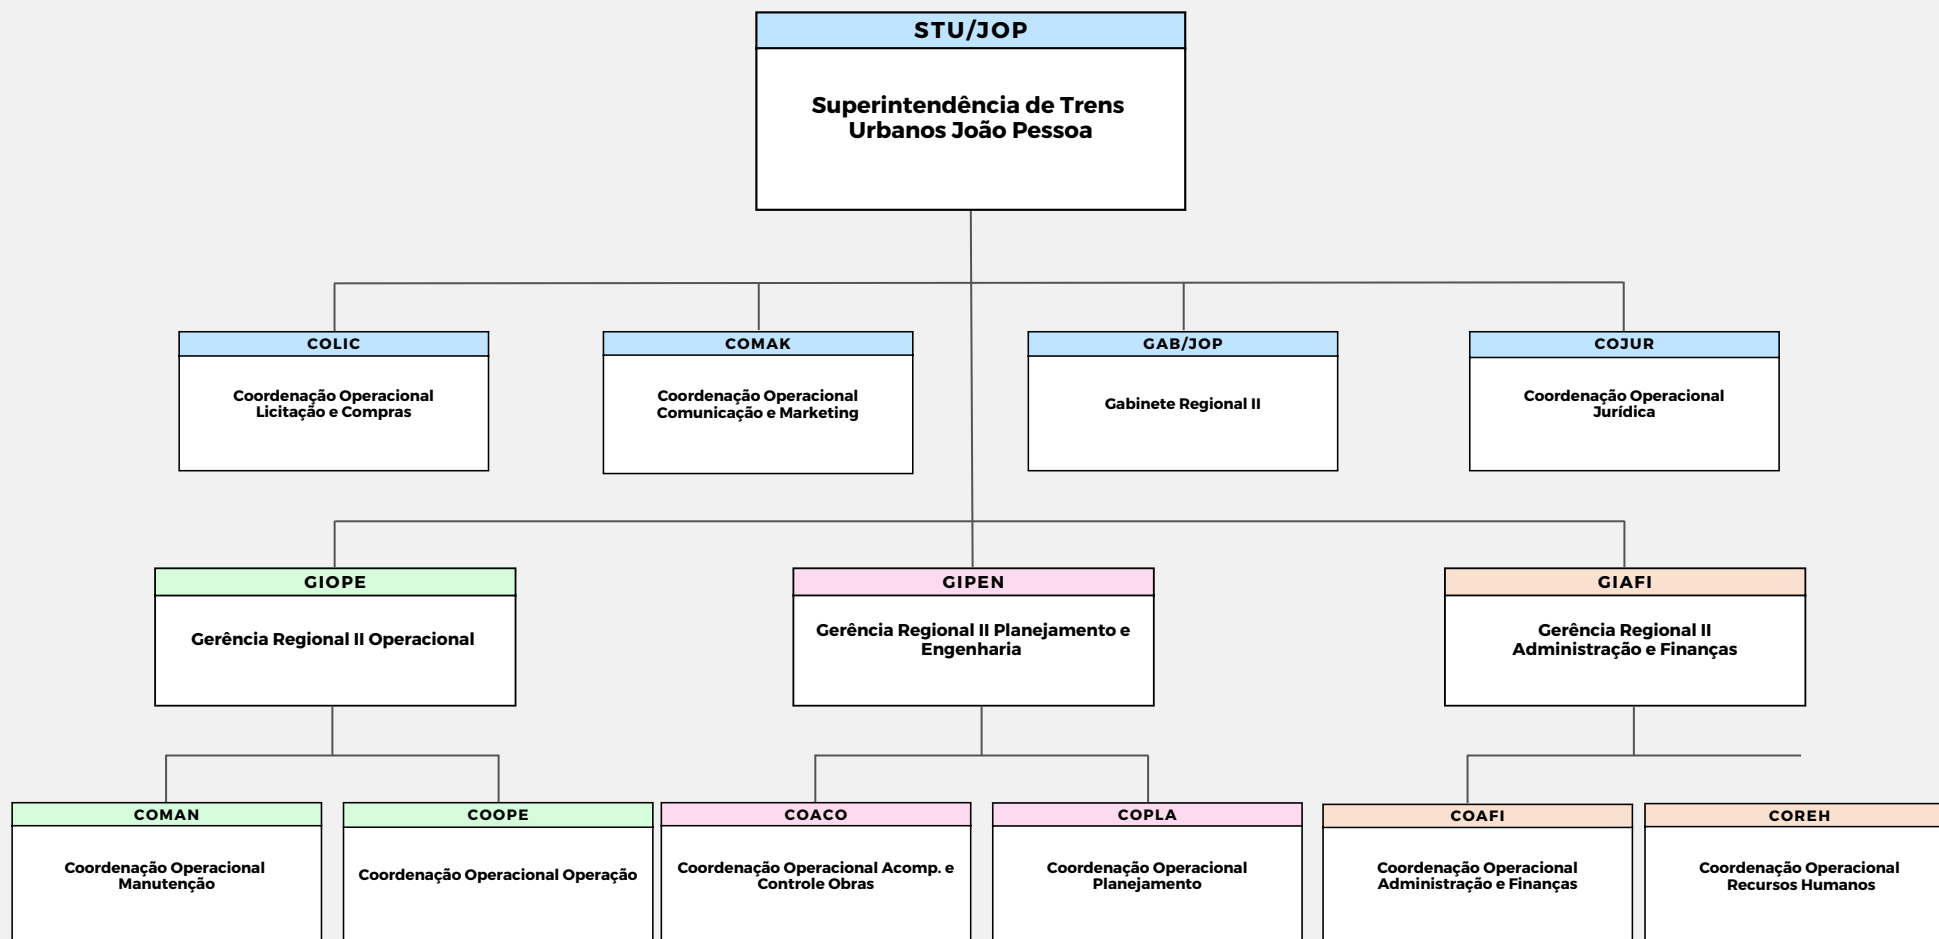 STU/JOP
Superintendência de Trens
Urbanos João Pessoa
COLIC
Coordenação Operacional
Licitação e Compras
COMAK
Coordenação Operacional
Comunicação e Marketing
GAB/JOP
Gabinete Regional II
COJUR
Coordenação Operacional
Jurídica
GIOPE
Gerência Regional II Operacional
GIPEN
Gerência Regional II Planejamento e
Engenharia
GIAFI
Gerência Regional II
Administração e Finanças
COMAN
Coordenação Operacional
Manutenção
COOPE
Coordenação Operacional Operação
COACO
Coordenação Operacional Acomp. e
Controle Obras
COPLA
Coordenação Operacional
Planejamento
COAFI
Coordenação Operacional
Administração e Finanças
COREH
Coordenação Operacional
Recursos Humanos